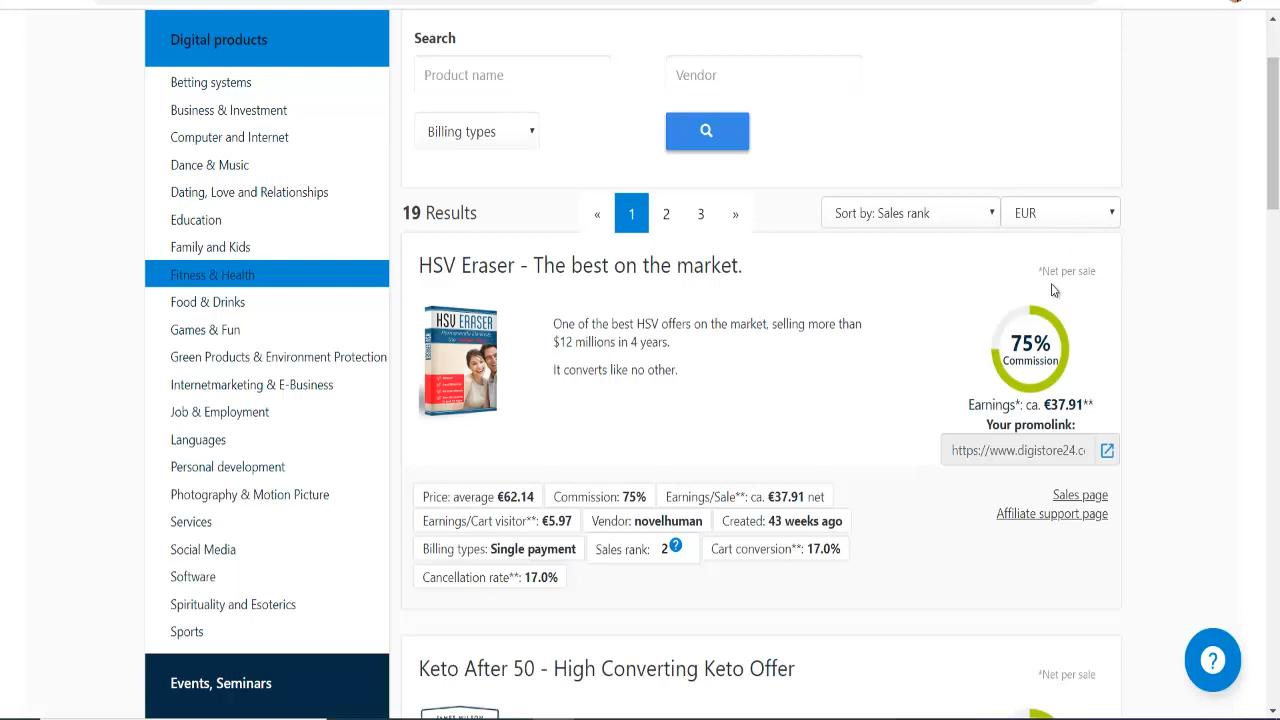 Digital products
Betting systems
Business & Investment
Computer and Internet
Dance & Music
Dating, Love and Relationships
Education
Family and Kids
Fitness & Health
Food & Drinks
Games & Fun
Green Products & Environment Protection
Internetmarketing & E-Business
Job & Employment
Languages
Personal development
Photography & Motion Picture
Services
Social Media
Software
Spirituality and Esoterics
Sports
Events, Seminars
Search
Product name
Vendor
Billing types
19 Results
« 1 2 3 »
Sort by: Sales rank
EUR
HSV Eraser - The best on the market.
*Net per sale
HSV ERASER
One of the best HSV offers on the market, selling more than
$12 millions in 4 years.
It converts like no other.
75%
Commission
Earnings*: ca. €37.91**
Your promolink:
https://www.digistore24.c
Price: average €62.14
Commission: 75%
Earnings/Sale**: ca. €37.91 net
Sales page
Earnings/Cart visitor**: €5.97
Vendor: novelhuman
Created: 43 weeks ago
Affiliate support page
Billing types: Single payment
Sales rank: 2 ?
Cart conversion**: 17.0%
Cancellation rate**: 17.0%
?
Keto After 50 - High Converting Keto Offer
*Net per sale